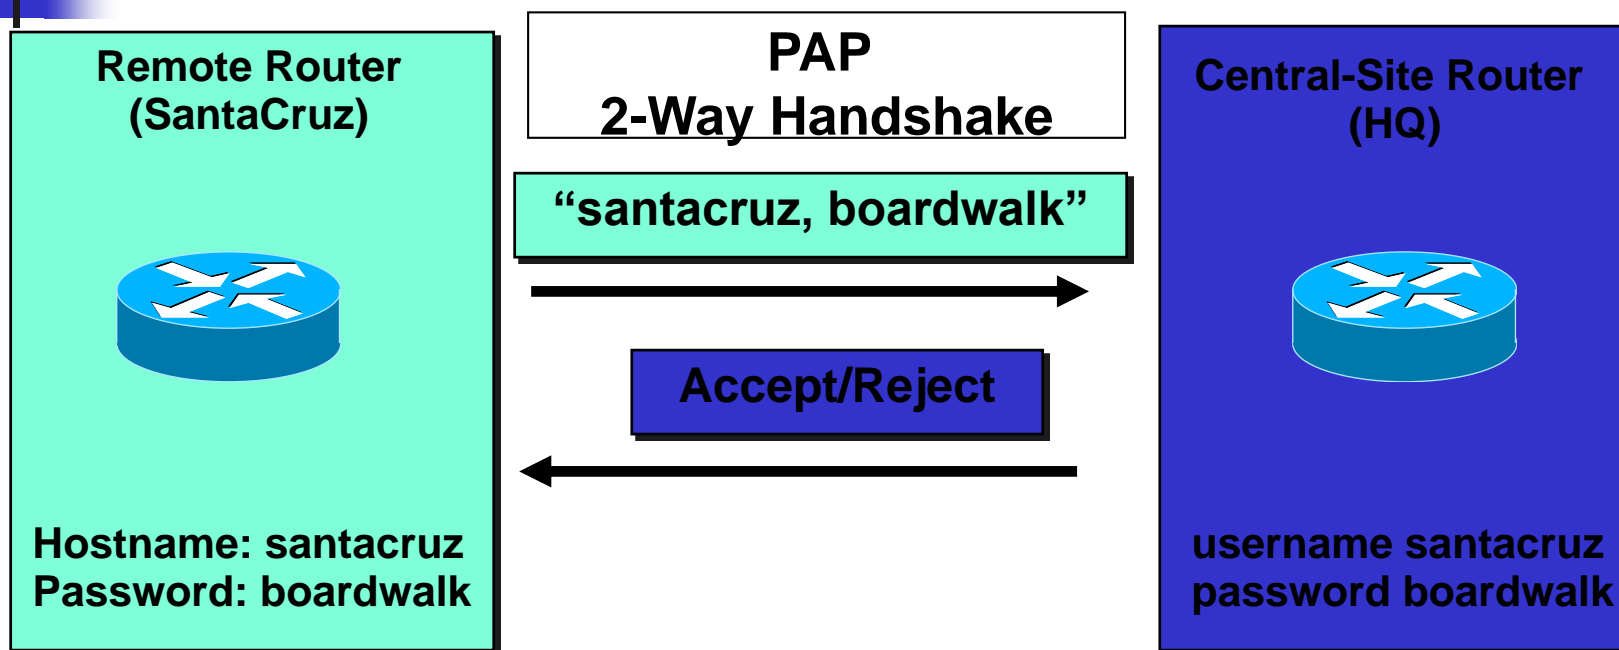 Remote Router
(SantaCruz)
PAP
2-Way Handshake
Central-Site Router
(HQ)
“santacruz, boardwalk”
Accept/Reject
Hostname: santacruz
Password: boardwalk
username santacruz
password boardwalk